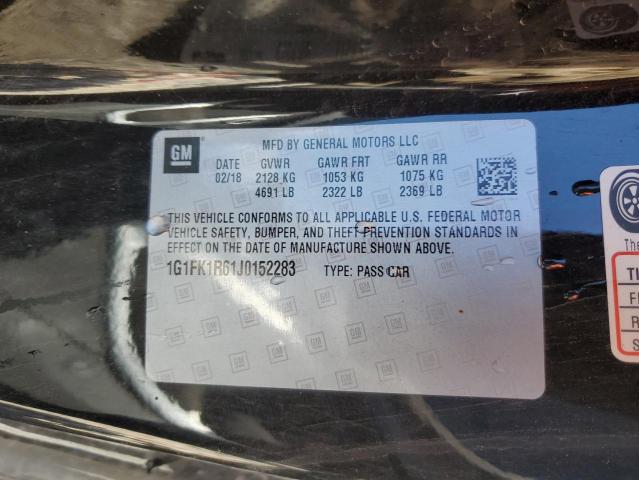 GM
MFD BY GENERAL MOTORS LLC
DATE GVWR GAWR FRT GAWR RR
02/18 2128 KG 1053 KG 1075 KG
4691 LB 2322 LB 2369 LB
THIS VEHICLE CONFORMS TO ALL APPLICABLE U.S. FEDERAL MOTOR
VEHICLE SAFETY, BUMPER, AND THEFT PREVENTION STANDARDS IN
EFFECT ON THE DATE OF MANUFACTURE SHOWN ABOVE.
1G1FK1R61J0152283 TYPE: PASS CAR
The